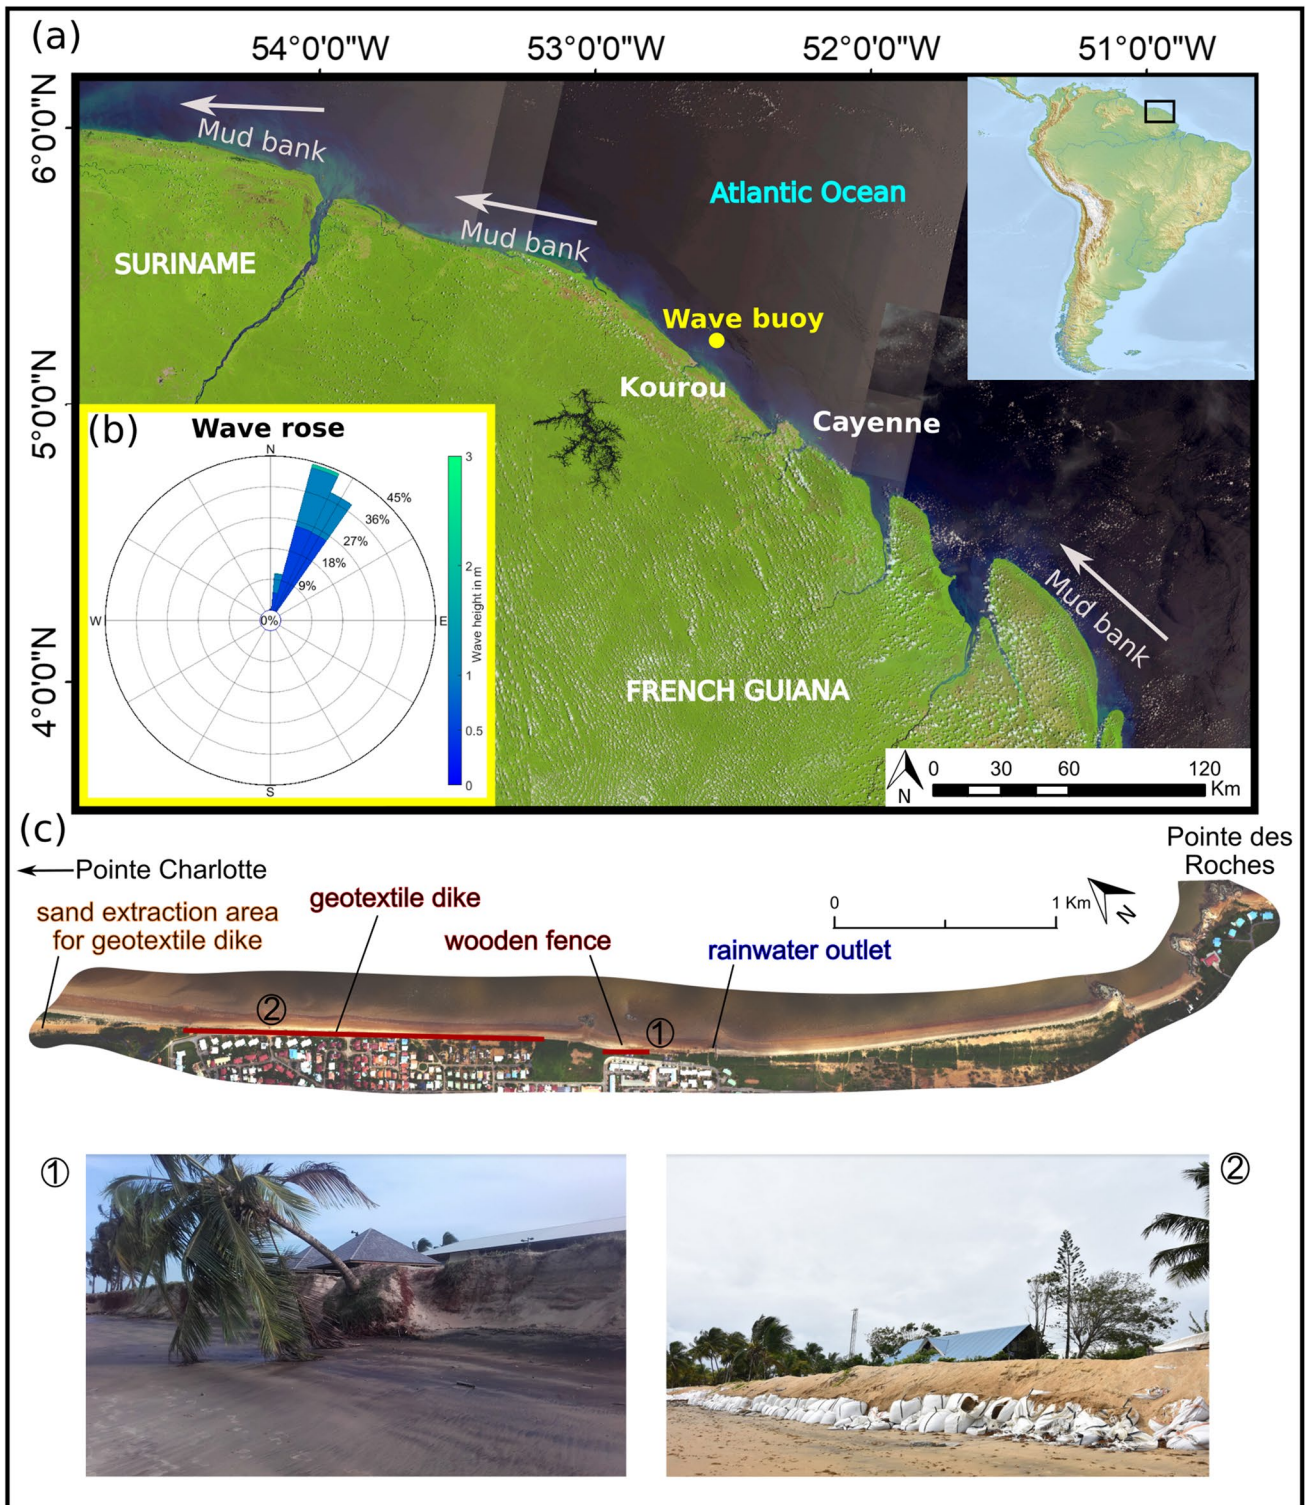 (a)
54°0'0"W
53°0'0"W
52°0'0"W
51°0'0"W
6°0'0"N
5°0'0"N
4°0'0"N
Mud bank
Mud bank
Atlantic Ocean
SURINAME
Wave buoy
Kourou
Cayenne
Mud bank
FRENCH GUIANA
N
0 30 60 120
Km
(b)
Wave rose
N
45%
36%
27%
18%
9%
0%
W
E
S
3
2
1
0.5
0
Wave height in m
(c)
Pointe Charlotte
Pointe des
Roches
sand extraction area
for geotextile dike
geotextile dike
wooden fence
rainwater outlet
0 1 Km
N
②
①
①
②